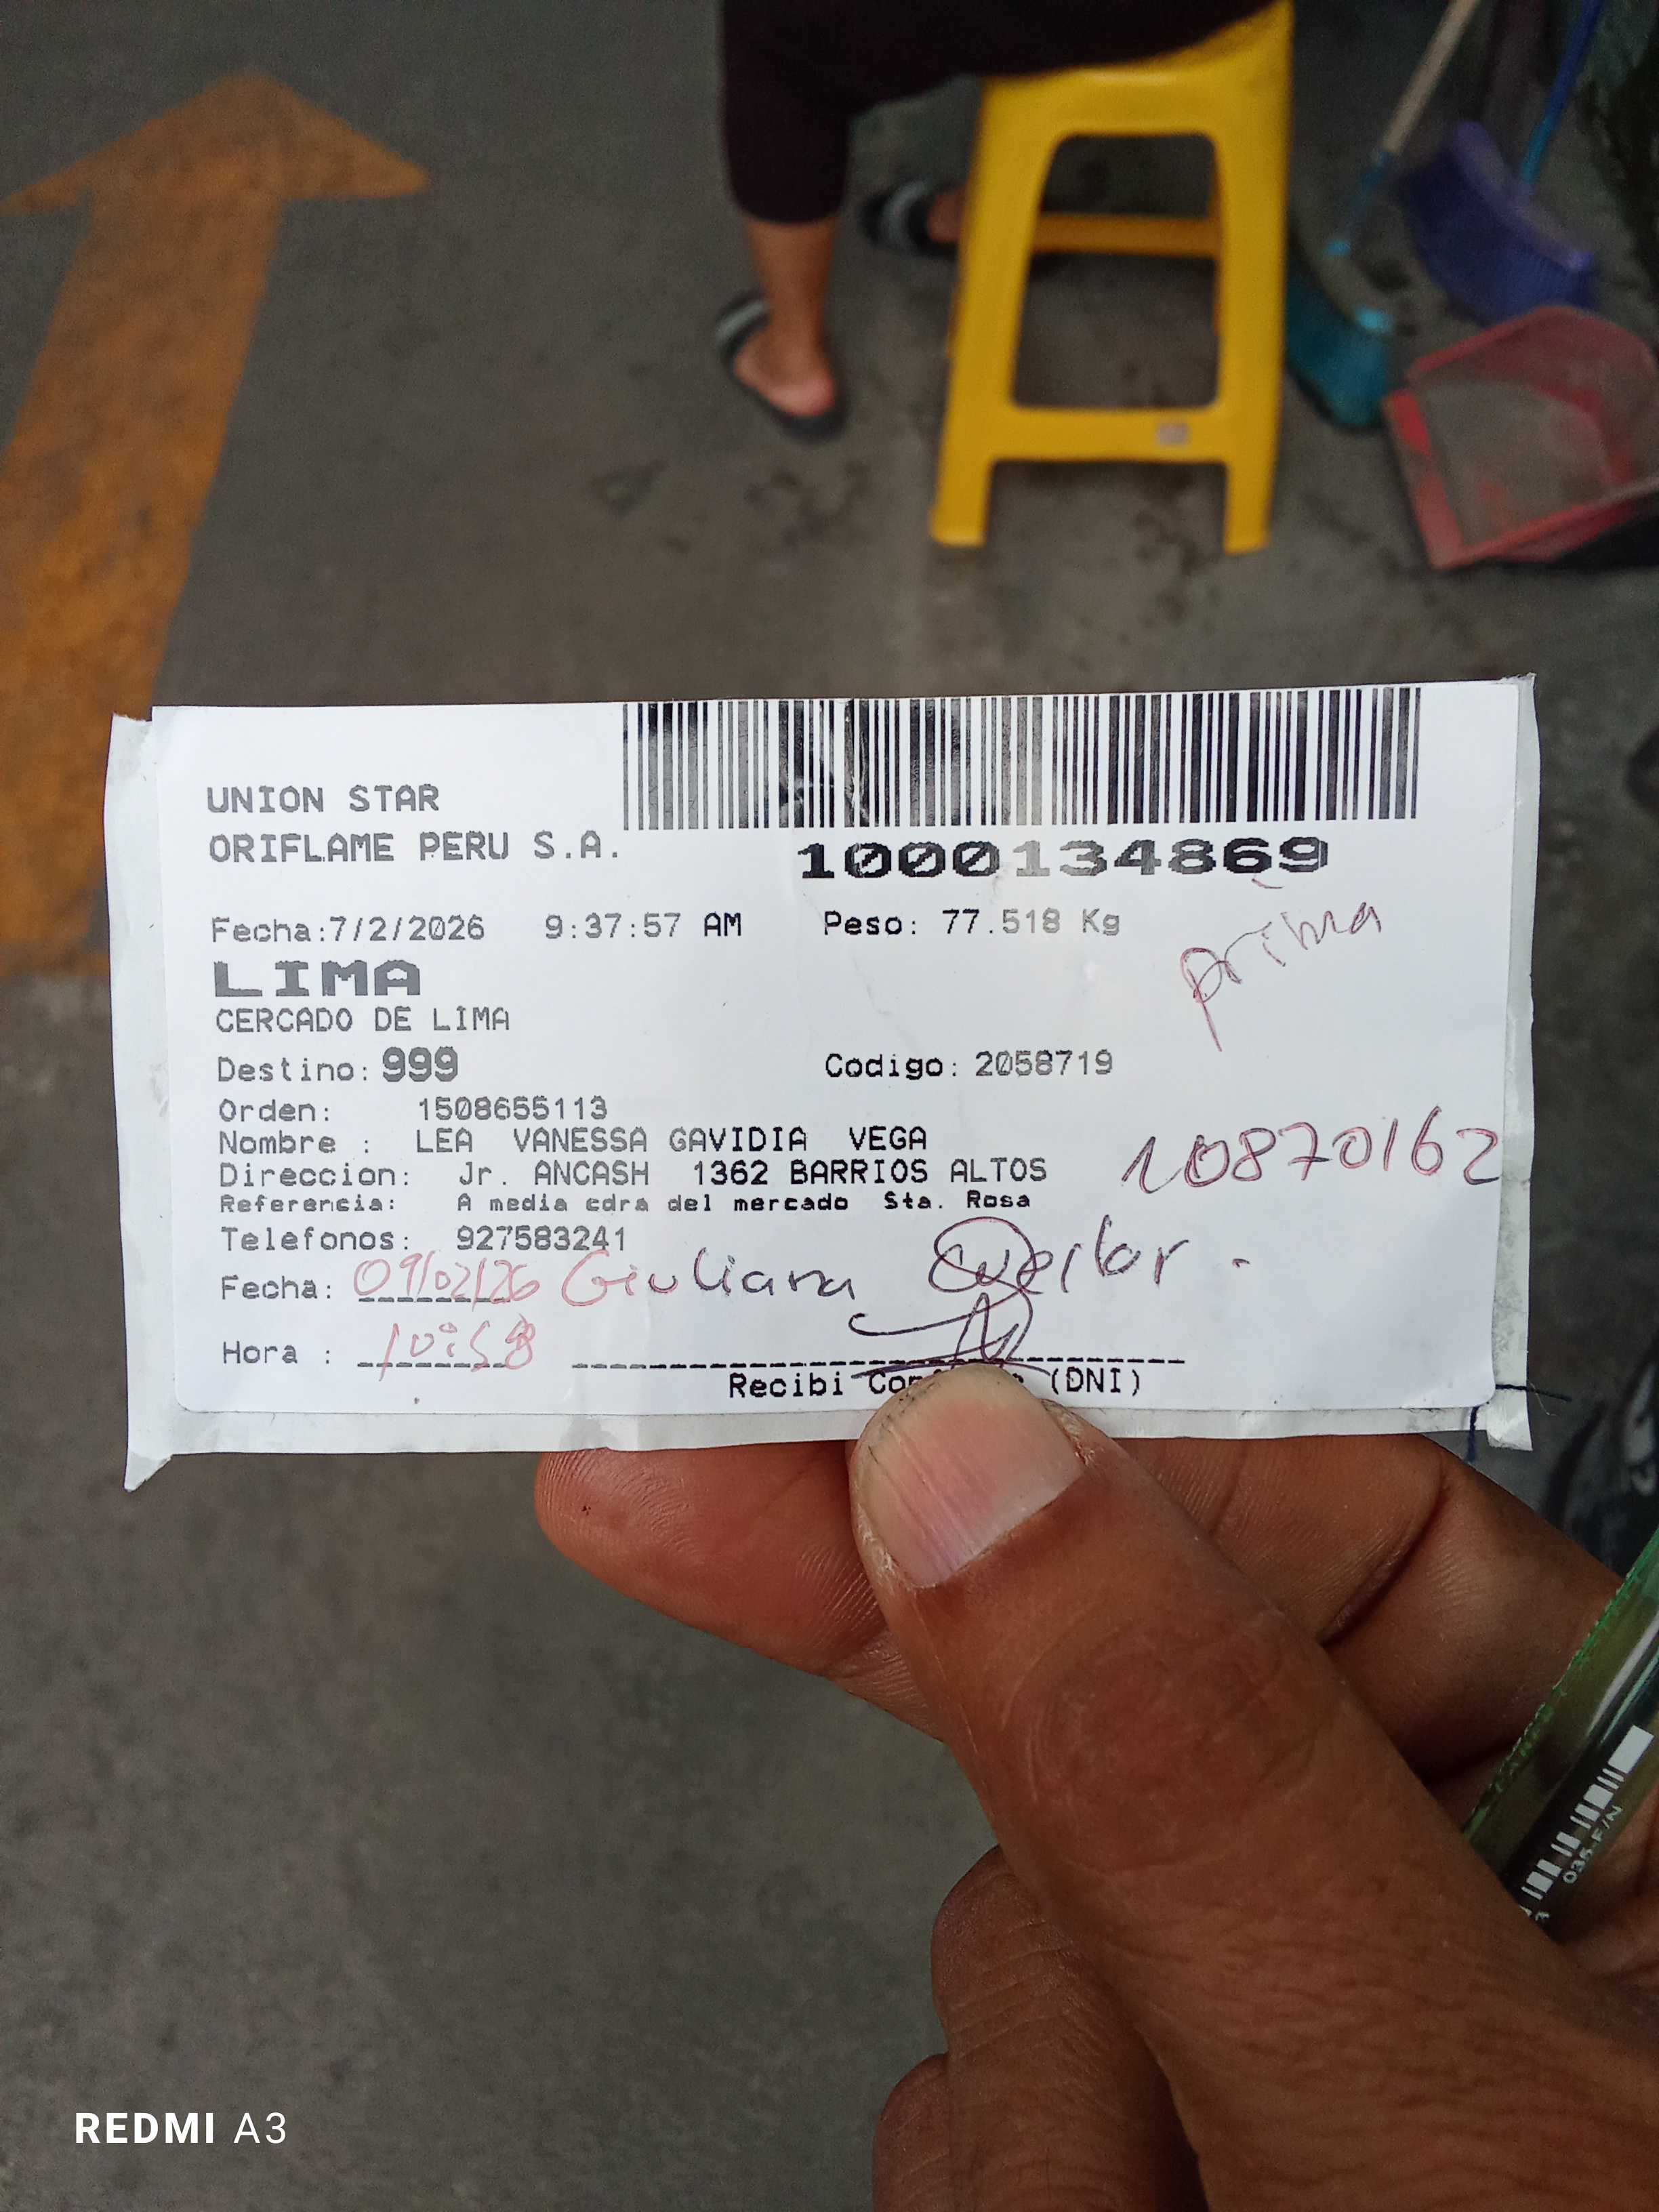 UNION STAR
ORIFLAME PERU S.A.
1000134869
Fecha:7/2/2026 9:37:57 AM Peso: 77.518 Kg
prima
LIMA
CERCADO DE LIMA
Destino: 999 Codigo: 2058719
Orden: 1508655113
Nombre : LEA VANESSA GAVIDIA VEGA
Direccion: Jr. ANCASH 1362 BARRIOS ALTOS
10870162
Referencia: A media cdra del mercado Sta. Rosa
Telefonos: 927583241
Fecha: 09/02/26 Giuliana
Hora : 10:58
Recibi (DNI)
035-F/N
REDMI A3